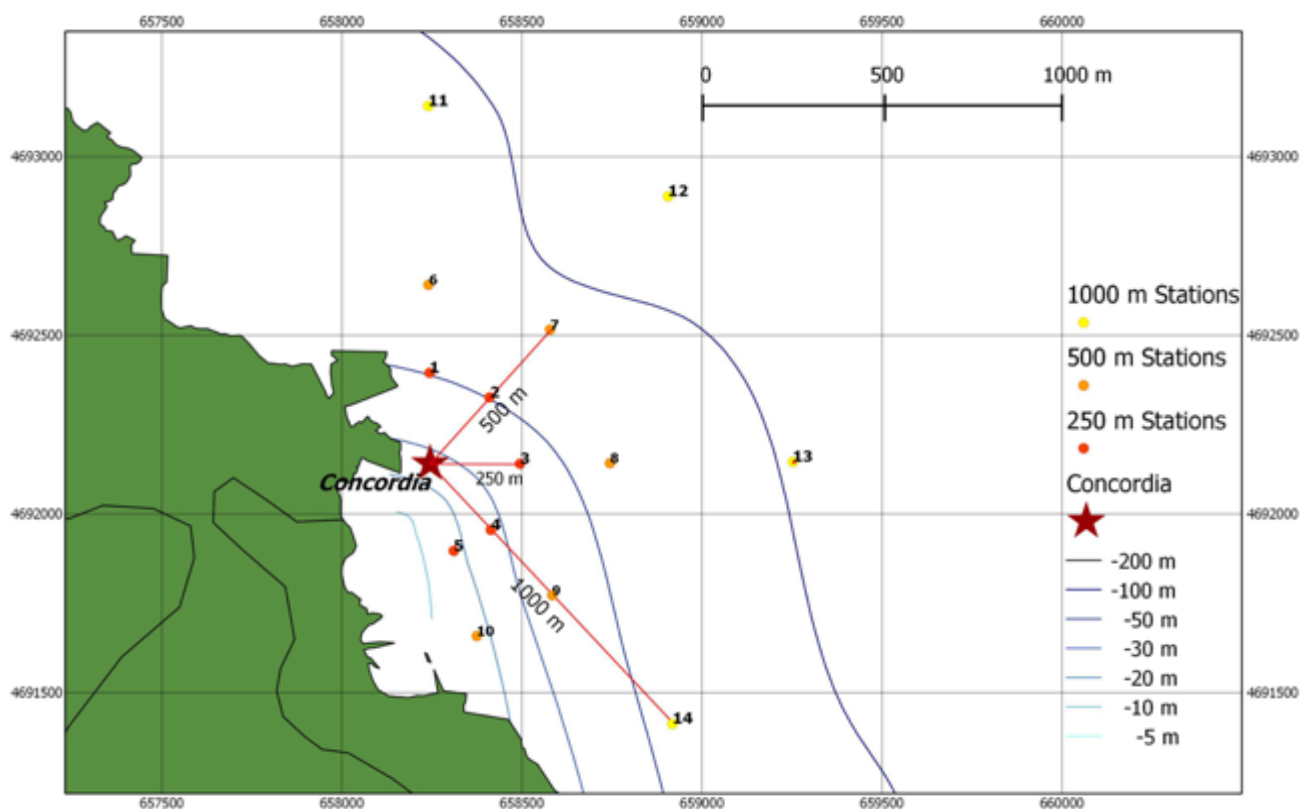 657500 658000 658500 659000 659500 660000
0 500 1000 m
11
4693000 4693000
12
6
1000 m Stations
7
4692500 4692500
500 m Stations
1
2
500 m
250 m Stations
3 8 13
250 m
Concordia Concordia
4692000 4692000
4
5
-200 m
9
1000 m
-100 m
10
-50 m
-30 m
-20 m
4691500 4691500
14
-10 m
-5 m
657500 658000 658500 659000 659500 660000